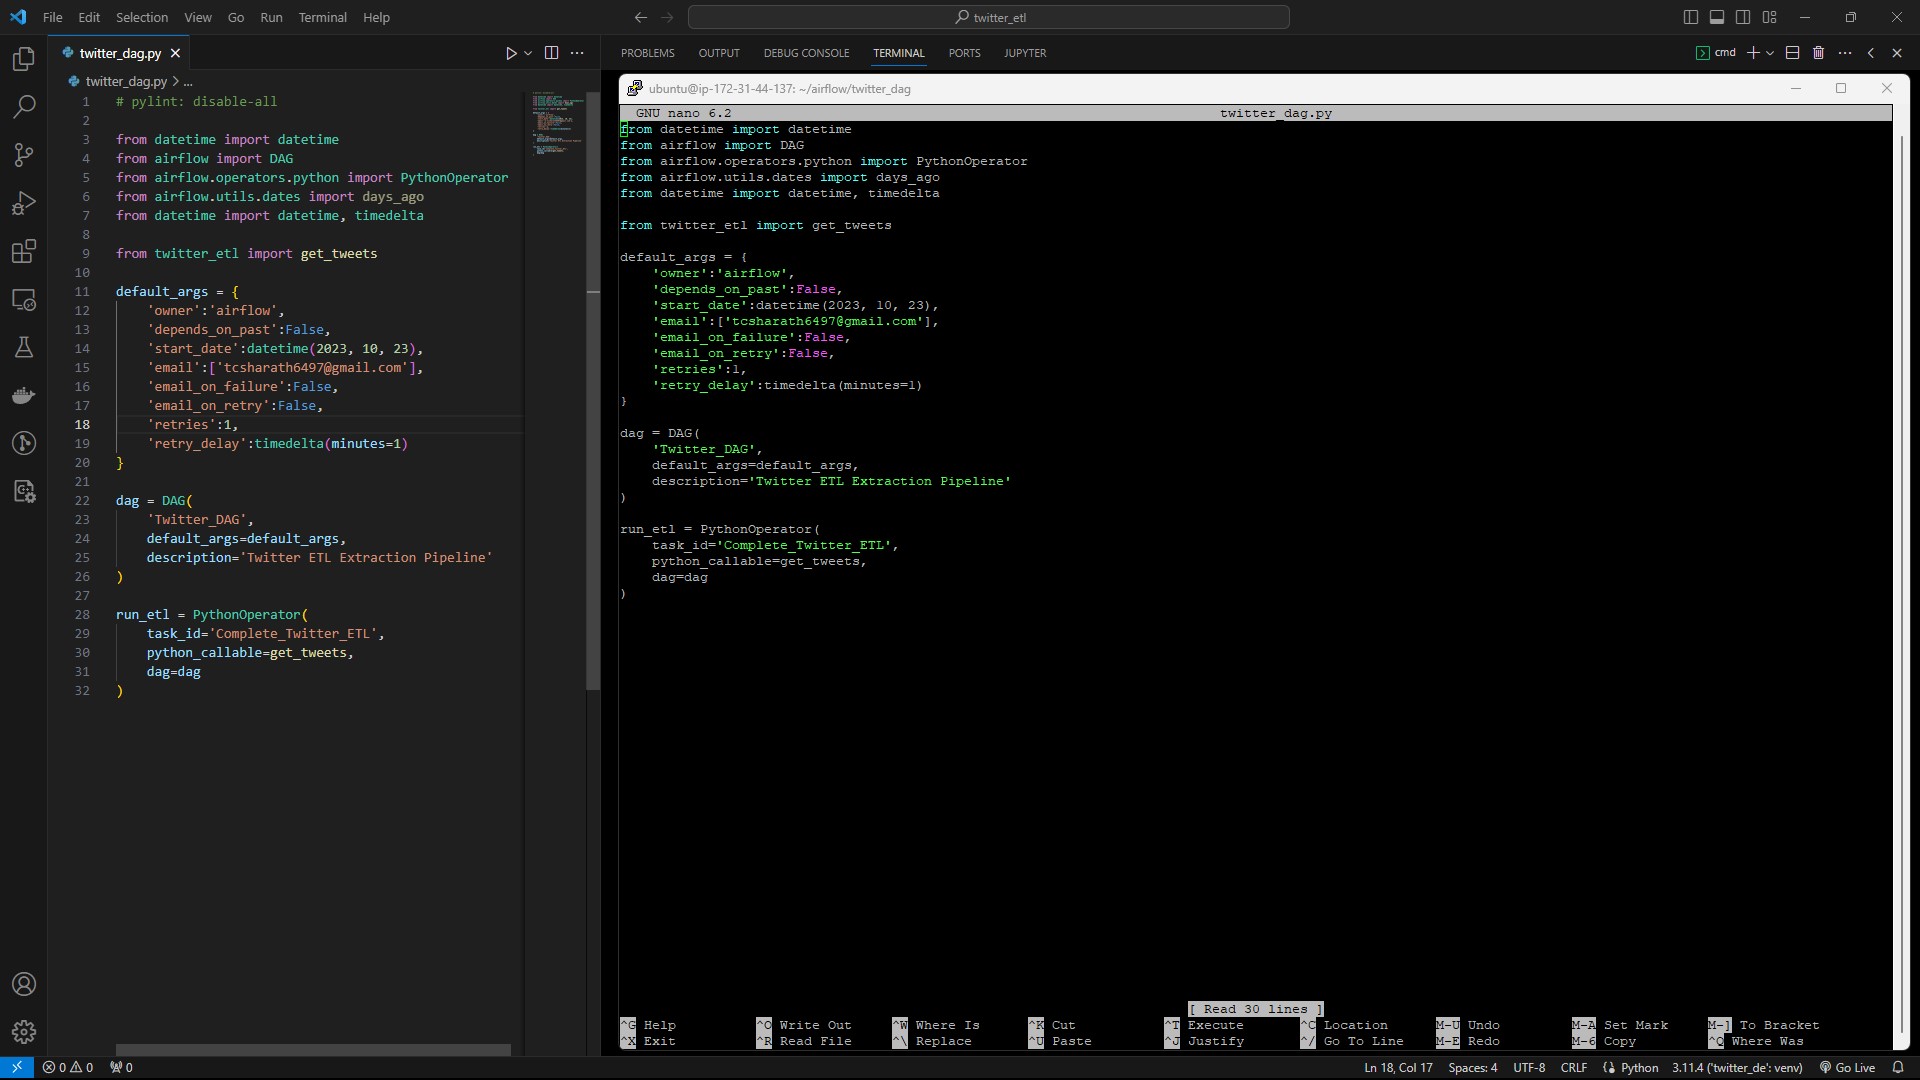 File Edit Selection View Go Run Terminal Help
twitter_etl
twitter_dag.py
twitter_dag.py > ...
1 # pylint: disable-all
2
3 from datetime import datetime
4 from airflow import DAG
5 from airflow.operators.python import PythonOperator
6 from airflow.utils.dates import days_ago
7 from datetime import datetime, timedelta
8
9 from twitter_etl import get_tweets
10
11 default_args = {
12     'owner':'airflow',
13     'depends_on_past':False,
14     'start_date':datetime(2023, 10, 23),
15     'email':['tcsharath6497@gmail.com'],
16     'email_on_failure':False,
17     'email_on_retry':False,
18     'retries':1,
19     'retry_delay':timedelta(minutes=1)
20 }
21
22 dag = DAG(
23     'Twitter_DAG',
24     default_args=default_args,
25     description='Twitter ETL Extraction Pipeline'
26 )
27
28 run_etl = PythonOperator(
29     task_id='Complete_Twitter_ETL',
30     python_callable=get_tweets,
31     dag=dag
32 )
PROBLEMS OUTPUT DEBUG CONSOLE TERMINAL PORTS JUPYTER
cmd
ubuntu@ip-172-31-44-137: ~/airflow/twitter_dag
GNU nano 6.2 twitter_dag.py
from datetime import datetime
from airflow import DAG
from airflow.operators.python import PythonOperator
from airflow.utils.dates import days_ago
from datetime import datetime, timedelta
from twitter_etl import get_tweets
default_args = {
    'owner':'airflow',
    'depends_on_past':False,
    'start_date':datetime(2023, 10, 23),
    'email':['tcsharath6497@gmail.com'],
    'email_on_failure':False,
    'email_on_retry':False,
    'retries':1,
    'retry_delay':timedelta(minutes=1)
}
dag = DAG(
    'Twitter_DAG',
    default_args=default_args,
    description='Twitter ETL Extraction Pipeline'
)
run_etl = PythonOperator(
    task_id='Complete_Twitter_ETL',
    python_callable=get_tweets,
    dag=dag
)
[ Read 30 lines ]
^G Help ^O Write Out ^W Where Is ^K Cut ^T Execute ^C Location M-U Undo M-A Set Mark M-] To Bracket
^X Exit ^R Read File ^\ Replace ^U Paste ^J Justify ^/ Go To Line M-E Redo M-6 Copy ^Q Where Was
0 0 0
Ln 18, Col 17 Spaces: 4 UTF-8 CRLF Python 3.11.4 ('twitter_de': venv) Go Live